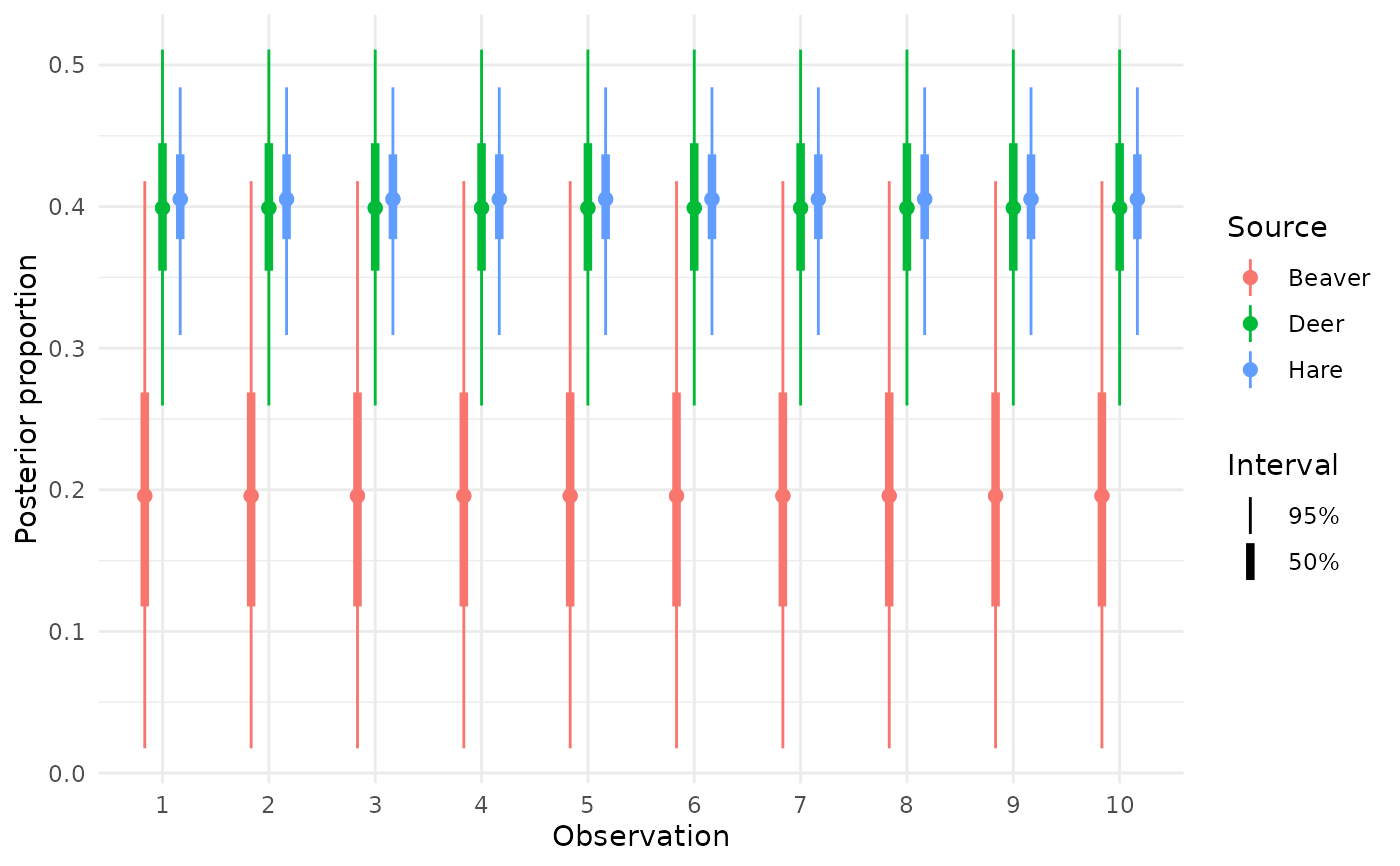 0.5
0.4
0.3
0.2
0.1
0.0
Posterior proportion
1 2 3 4 5 6 7 8 9 10
Observation
Source
Beaver
Deer
Hare
Interval
95%
50%